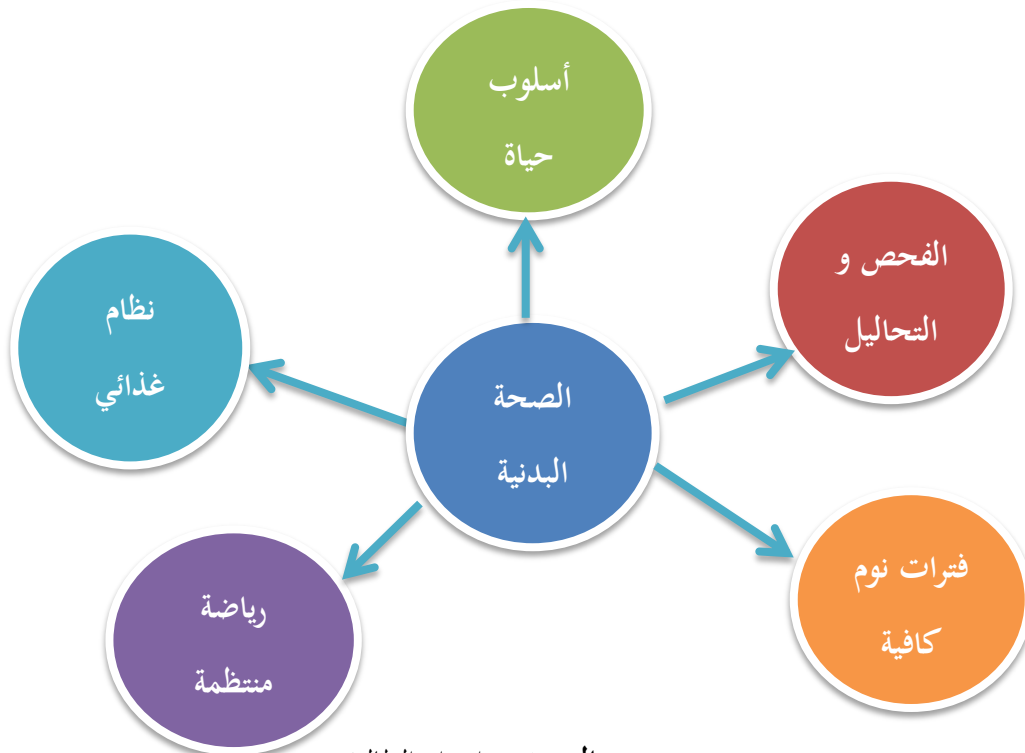 أسلوب
حياة
الفحص و
التحاليل
نظام
غذائي
الصحة
البدنية
فترات نوم
كافية
رياضة
منتظمة